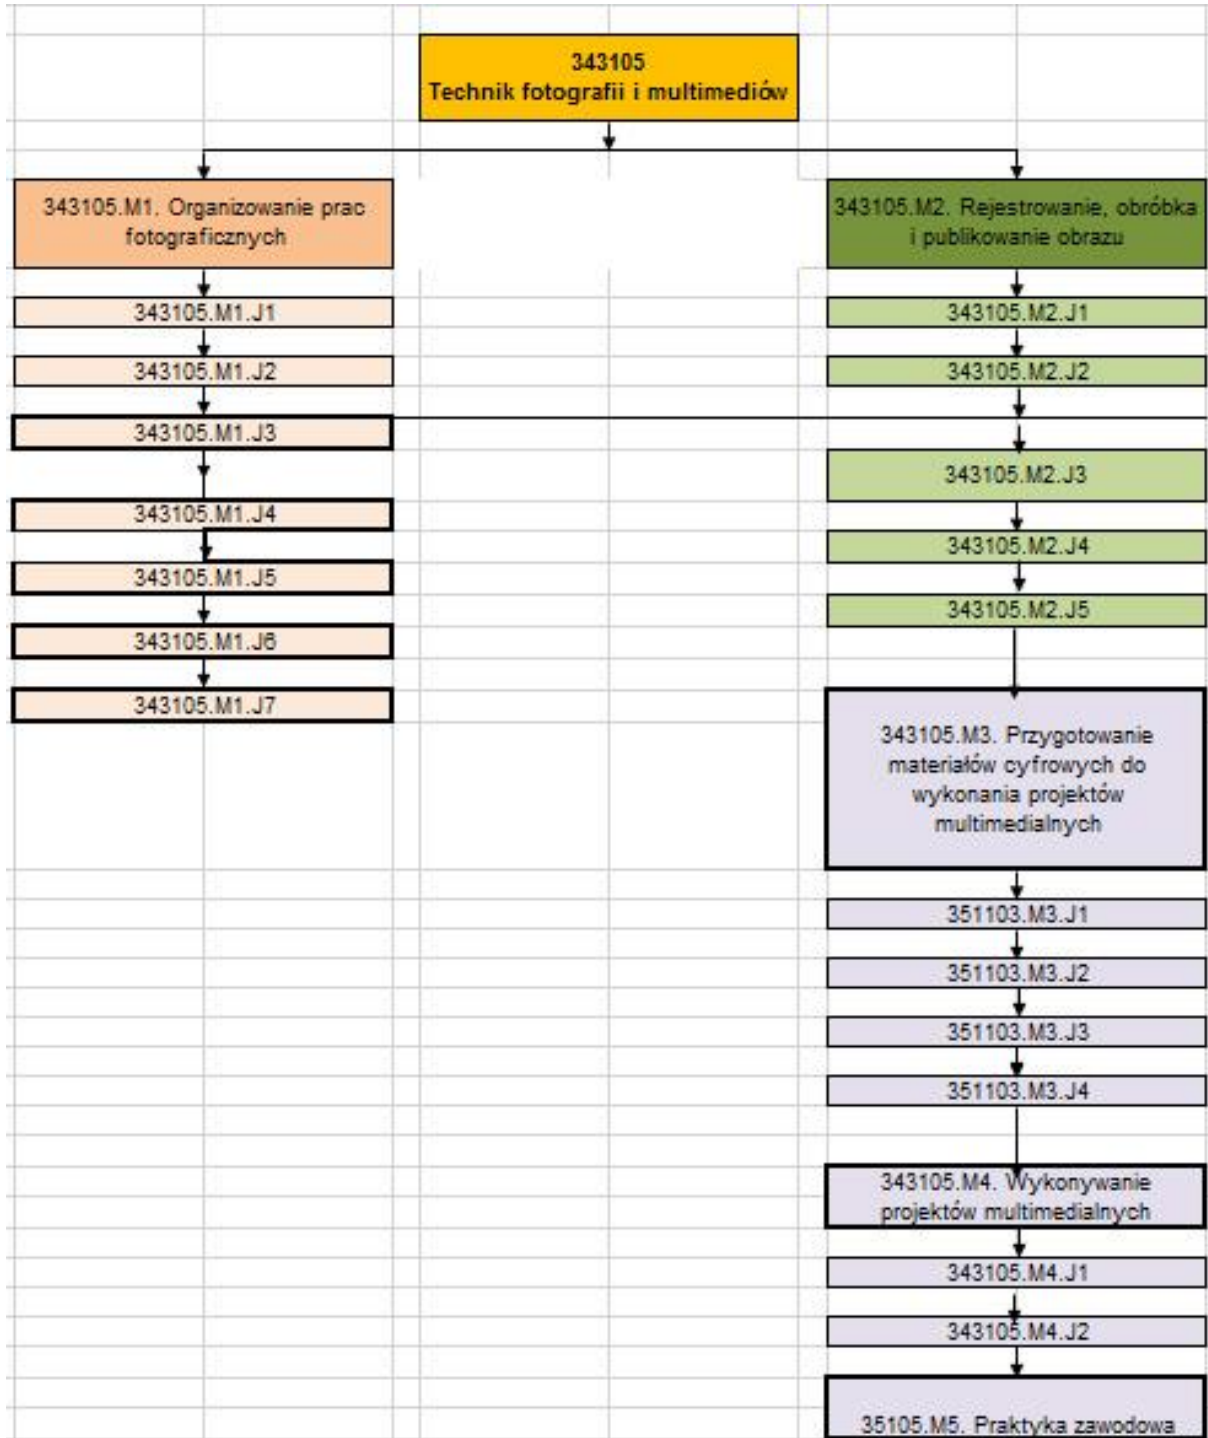 343105
Technik fotografii i multimediów
343105.M1. Organizowanie prac
fotograficznych
343105.M1.J1
343105.M1.J2
343105.M1.J3
343105.M1.J4
343105.M1.J5
343105.M1.J6
343105.M1.J7
343105.M2. Rejestrowanie, obróbka
i publikowanie obrazu
343105.M2.J1
343105.M2.J2
343105.M2.J3
343105.M2.J4
343105.M2.J5
343105.M3. Przygotowanie
materiałów cyfrowych do
wykonania projektów
multimedialnych
351103.M3.J1
351103.M3.J2
351103.M3.J3
351103.M3.J4
343105.M4. Wykonywanie
projektów multimedialnych
343105.M4.J1
343105.M4.J2
35105.M5. Praktyka zawodowa